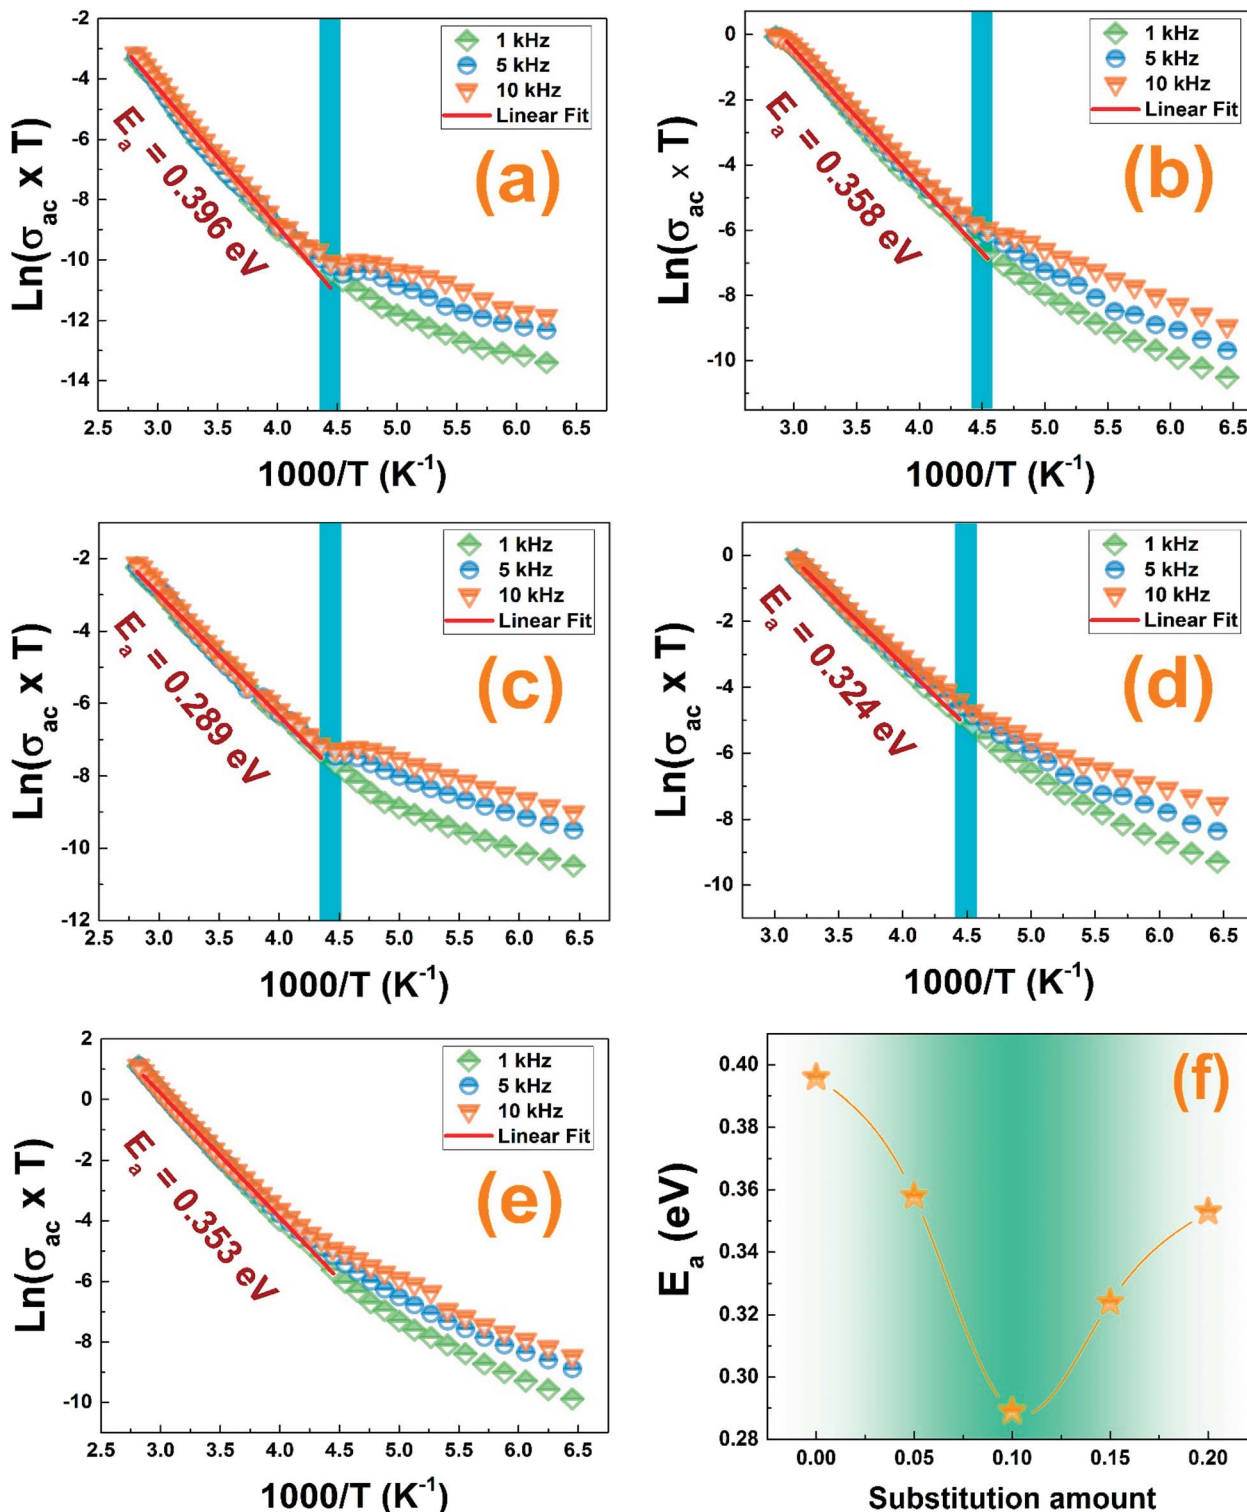 -2
-4
-6
-8
-10
-12
-14
Ln(σac x T)
1 kHz
5 kHz
10 kHz
Linear Fit
(a)
Ea = 0.396 eV
2.5 3.0 3.5 4.0 4.5 5.0 5.5 6.0 6.5
1000/T (K-1)
0
-2
-4
-6
-8
-10
Ln(σac x T)
1 kHz
5 kHz
10 kHz
Linear Fit
(b)
Ea = 0.358 eV
3.0 3.5 4.0 4.5 5.0 5.5 6.0 6.5
1000/T (K-1)
-2
-4
-6
-8
-10
-12
Ln(σac x T)
1 kHz
5 kHz
10 kHz
Linear Fit
(c)
Ea = 0.289 eV
2.5 3.0 3.5 4.0 4.5 5.0 5.5 6.0 6.5
1000/T (K-1)
0
-2
-4
-6
-8
-10
Ln(σac x T)
1 kHz
5 kHz
10 kHz
Linear Fit
(d)
Ea = 0.324 eV
3.0 3.5 4.0 4.5 5.0 5.5 6.0 6.5
1000/T (K-1)
2
0
-2
-4
-6
-8
-10
Ln(σac x T)
1 kHz
5 kHz
10 kHz
Linear Fit
(e)
Ea = 0.353 eV
2.5 3.0 3.5 4.0 4.5 5.0 5.5 6.0 6.5
1000/T (K-1)
0.40
0.38
0.36
0.34
0.32
0.30
0.28
Ea (eV)
(f)
0.00 0.05 0.10 0.15 0.20
Substitution amount